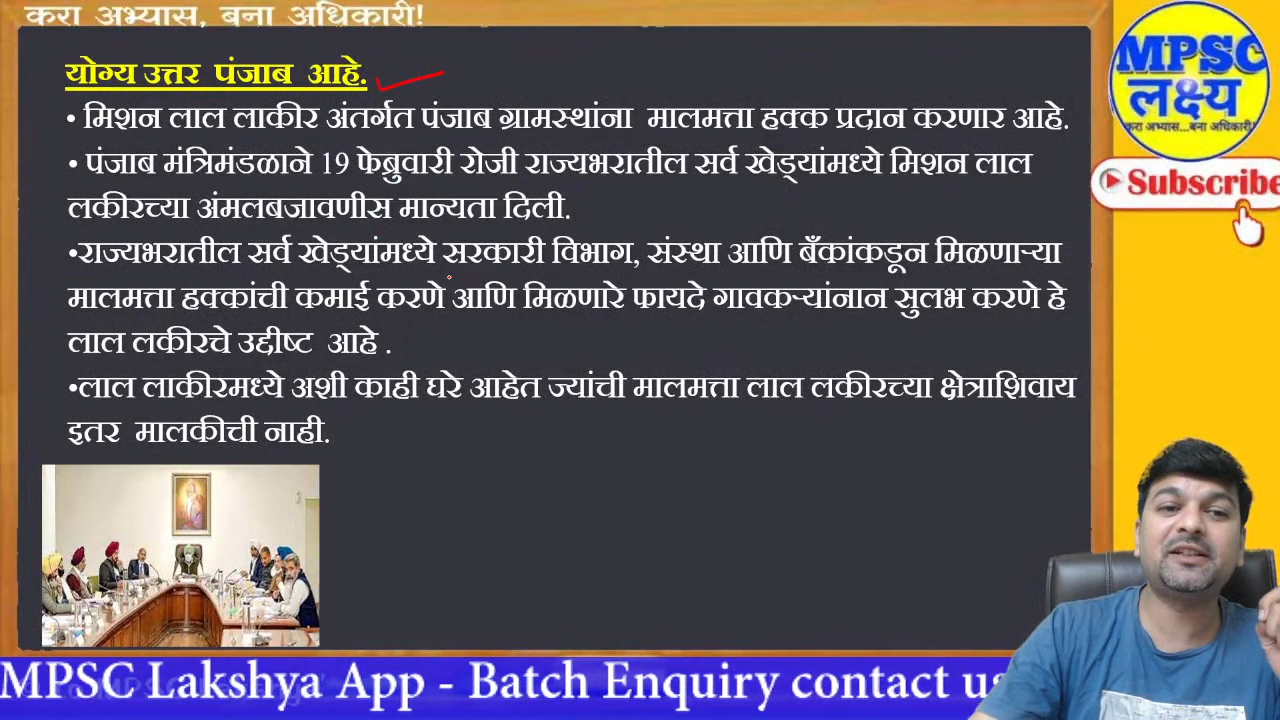 करा अभ्यास, बना अधिकारी!
योग्य उत्तर पंजाब आहे.
• मिशन लाल लाकीर अंतर्गत पंजाब ग्रामस्थांना मालमत्ता हक्क प्रदान करणार आहे.
• पंजाब मंत्रिमंडळाने 19 फेब्रुवारी रोजी राज्यभरातील सर्व खेड्यांमध्ये मिशन लाल
लकीरच्या अंमलबजावणीस मान्यता दिली.
•राज्यभरातील सर्व खेड्यांमध्ये सरकारी विभाग, संस्था आणि बँकांकडून मिळणाऱ्या
मालमत्ता हक्कांची कमाई करणे आणि मिळणारे फायदे गावकऱ्यांनान सुलभ करणे हे
लाल लकीरचे उद्दीष्ट आहे .
•लाल लाकीरमध्ये अशी काही घरे आहेत ज्यांची मालमत्ता लाल लकीरच्या क्षेत्राशिवाय
इतर मालकीची नाही.
MPSC
लक्ष्य
करा अभ्यास...बना अधिकारी!
Subscribe
MPSC Lakshya App - Batch Enquiry contact us